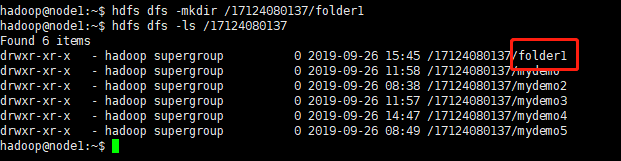 hadoop@node1:~$ hdfs dfs -mkdir /17124080137/folder1
hadoop@node1:~$ hdfs dfs -ls /17124080137
Found 6 items
drwxr-xr-x   - hadoop supergroup          0 2019-09-26 15:45 /17124080137/folder1
drwxr-xr-x   - hadoop supergroup          0 2019-09-26 11:58 /17124080137/mydemo
drwxr-xr-x   - hadoop supergroup          0 2019-09-26 08:38 /17124080137/mydemo2
drwxr-xr-x   - hadoop supergroup          0 2019-09-26 11:57 /17124080137/mydemo3
drwxr-xr-x   - hadoop supergroup          0 2019-09-26 14:47 /17124080137/mydemo4
drwxr-xr-x   - hadoop supergroup          0 2019-09-26 08:49 /17124080137/mydemo5
hadoop@node1:~$